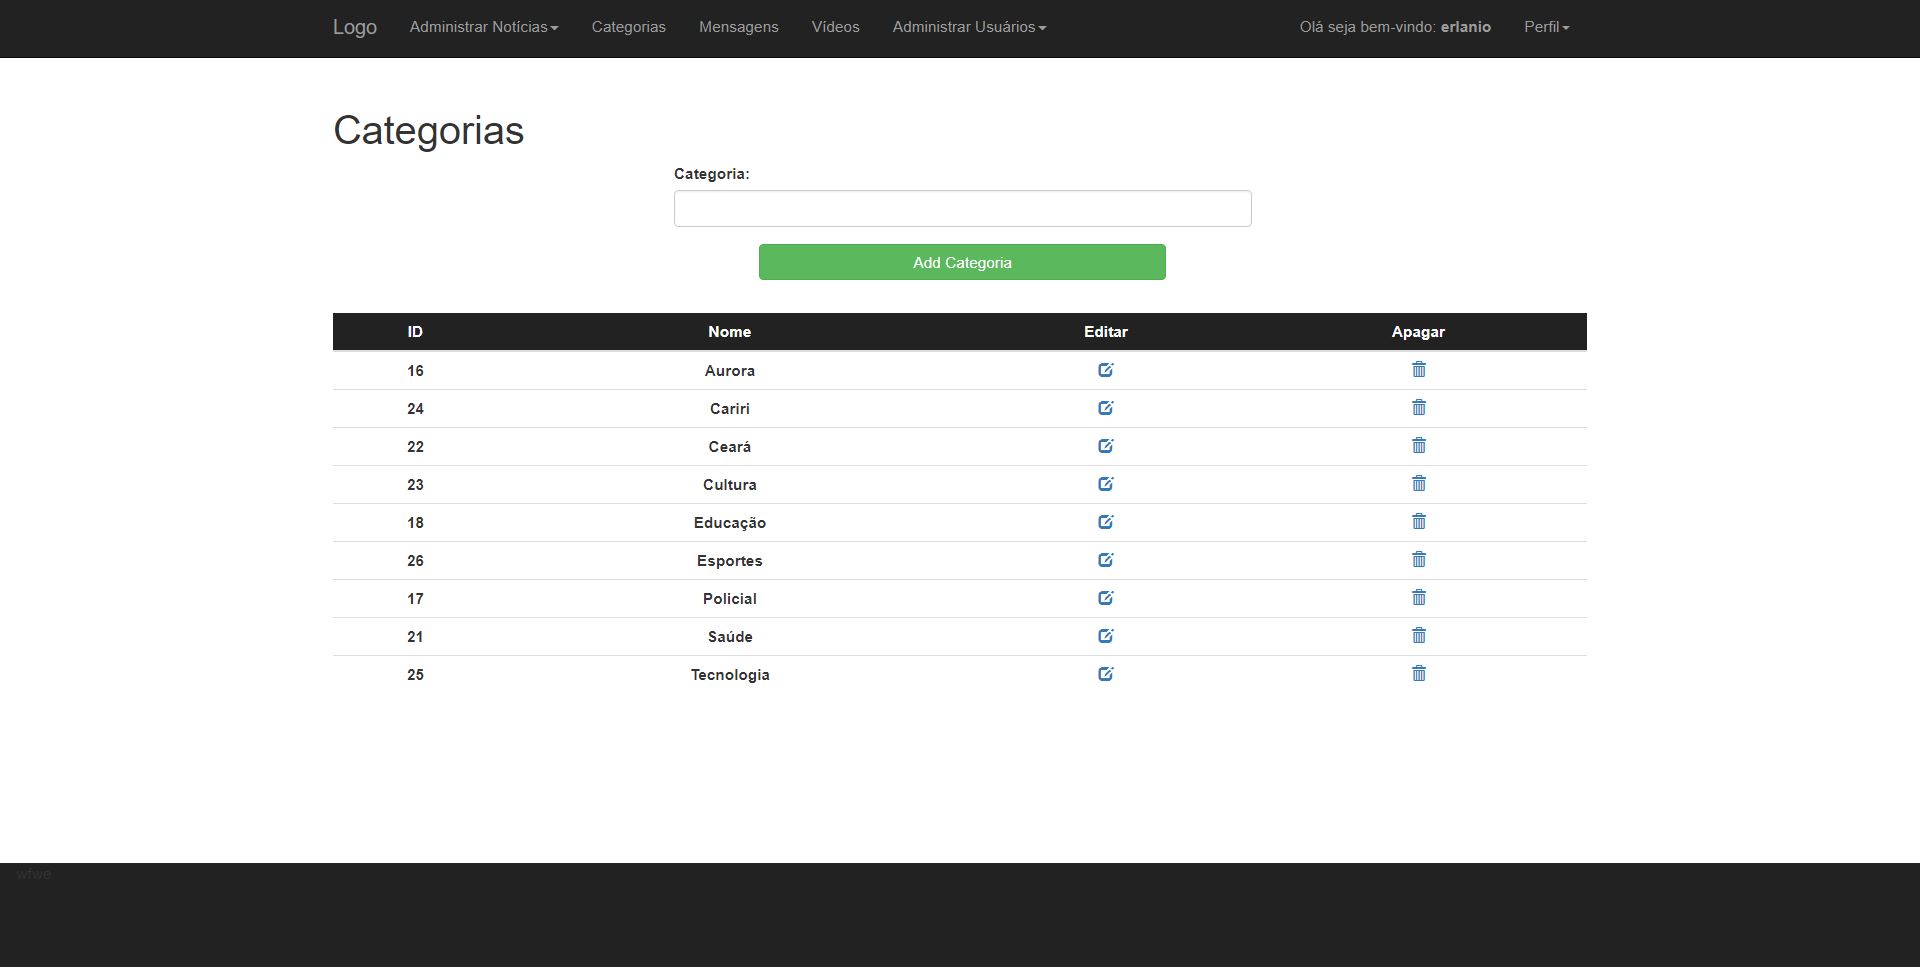 Logo Administrar Notícias Categorias Mensagens Vídeos Administrar Usuários Olá seja bem-vindo: erlanio Perfil
Categorias
Categoria:
Add Categoria
ID Nome Editar Apagar
16 Aurora
24 Cariri
22 Ceará
23 Cultura
18 Educação
26 Esportes
17 Policial
21 Saúde
25 Tecnologia
wfwe